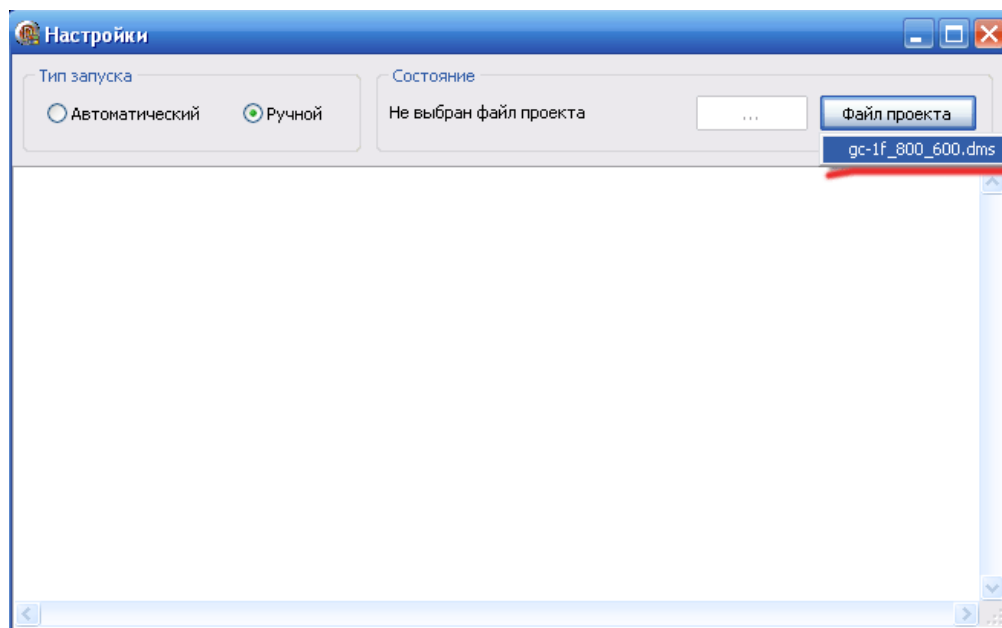 Настройки
Тип запуска
Состояние
Автоматический
Ручной
Не выбран файл проекта
...
Файл проекта
gc-1f_800_600.dms